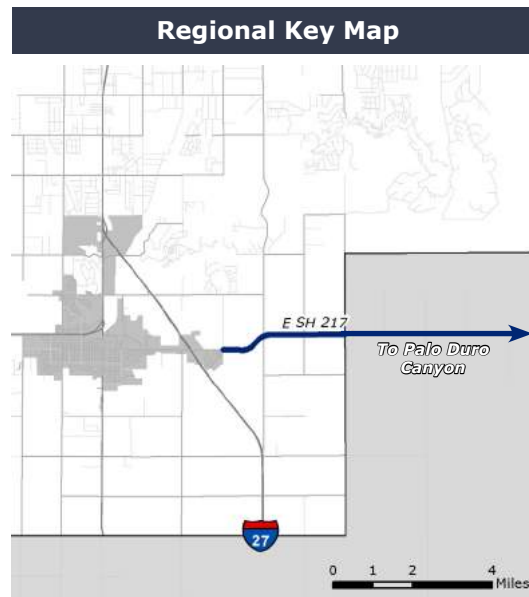 Regional Key Map
E SH 217
To Palo Duro
Canyon
27
0 1 2 4
Miles